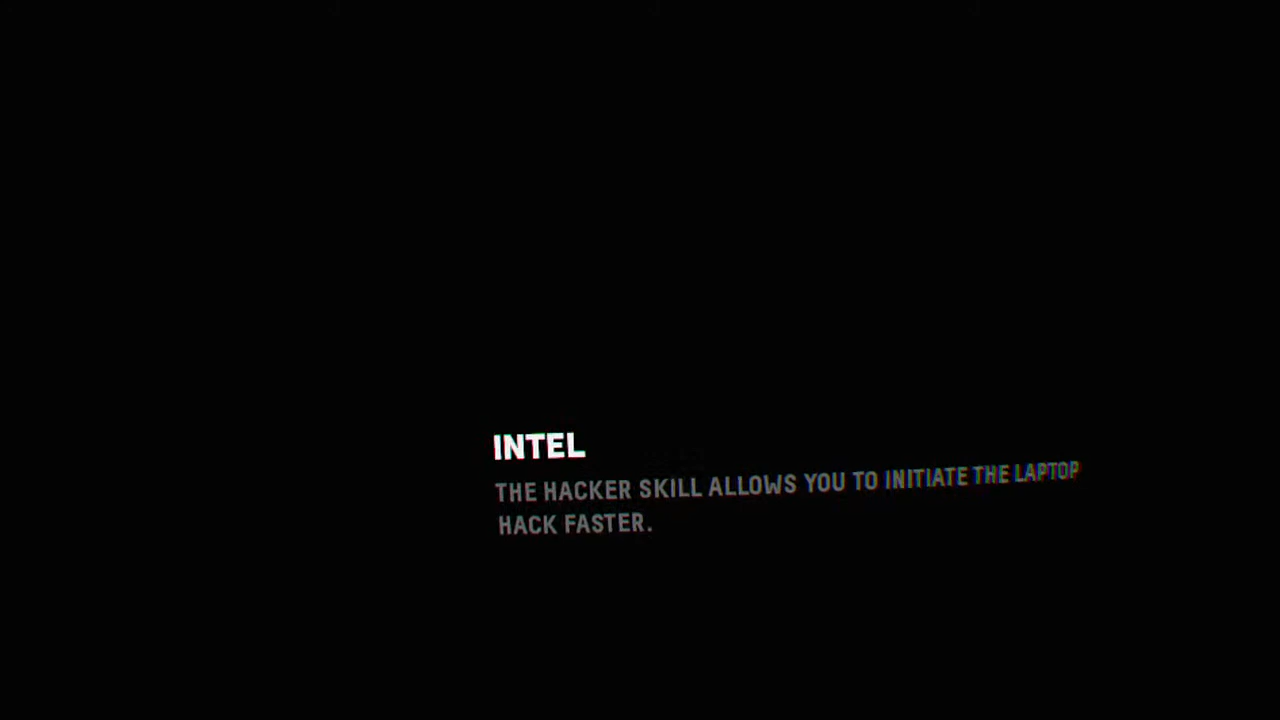 INTEL
THE HACKER SKILL ALLOWS YOU TO INITIATE THE LAPTOP
HACK FASTER.